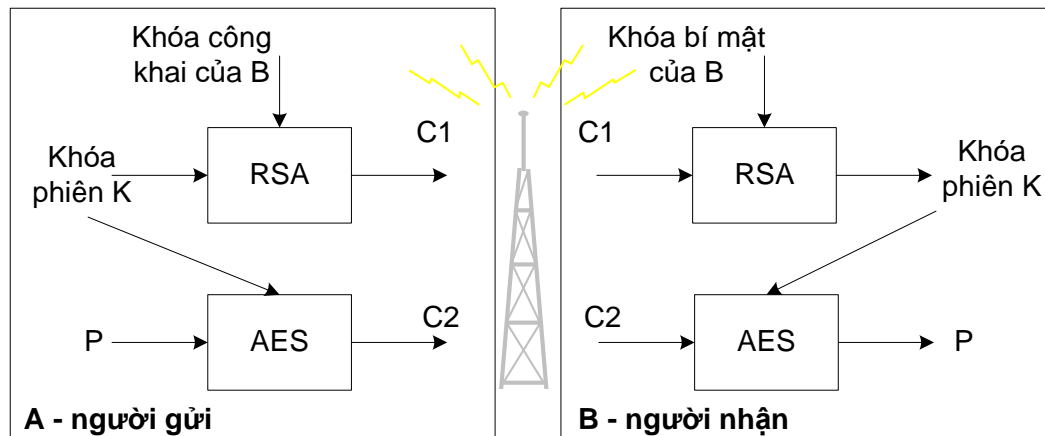 Khóa công
khai của B
C1
RSA
Khóa
phiên K
C2
P
AES
A - người gửi
Khóa bí mật
của B
C1
RSA
Khóa
phiên K
C2
AES
P
B - người nhận